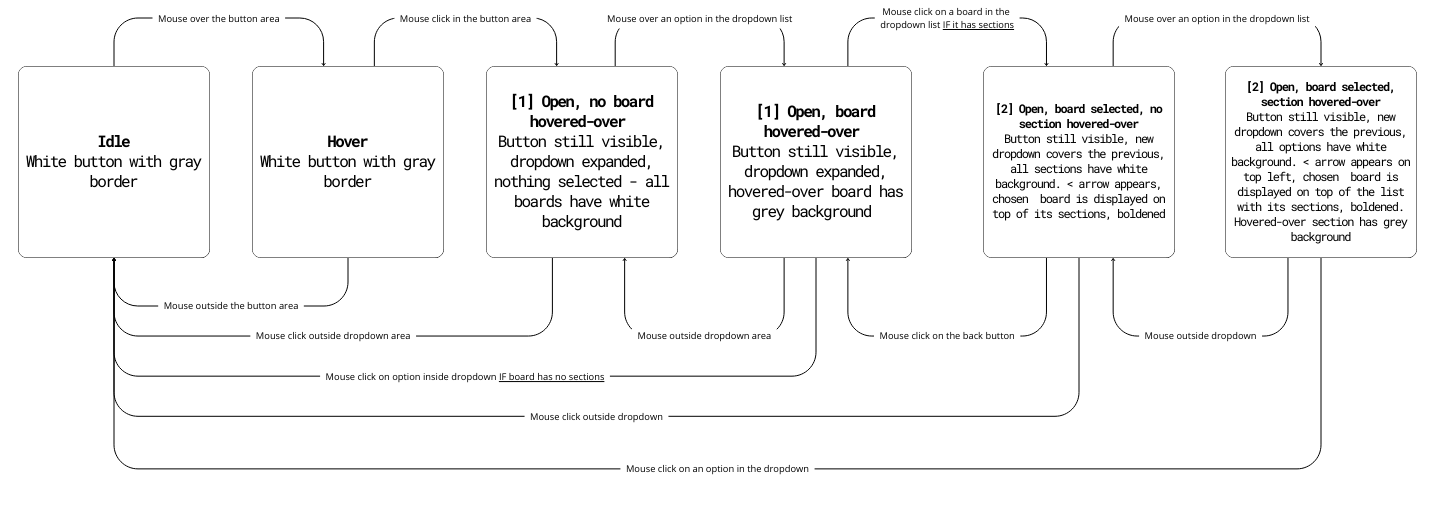 Mouse over the button area
Mouse click in the button area
Mouse over an option in the dropdown list
Mouse click on a board in the
dropdown list IF it has sections
Mouse over an option in the dropdown list
Idle
White button with gray
border
Hover
White button with gray
border
[1] Open, no board
hovered-over
Button still visible,
dropdown expanded,
nothing selected - all
boards have white
background
[1] Open, board
hovered-over
Button still visible,
dropdown expanded,
hovered-over board has
grey background
[2] Open, board selected, no
section hovered-over
Button still visible, new
dropdown covers the previous,
all sections have white
background. < arrow appears,
chosen board is displayed on
top of its sections, boldened
[2] Open, board selected,
section hovered-over
Button still visible, new
dropdown covers the previous,
all options have white
background. < arrow appears on
top left, chosen board is
displayed on top of the list
with its sections, boldened.
Hovered-over section has grey
background
Mouse outside the button area
Mouse click outside dropdown area
Mouse outside dropdown area
Mouse click on the back button
Mouse outside dropdown
Mouse click on option inside dropdown IF board has no sections
Mouse click outside dropdown
Mouse click on an option in the dropdown